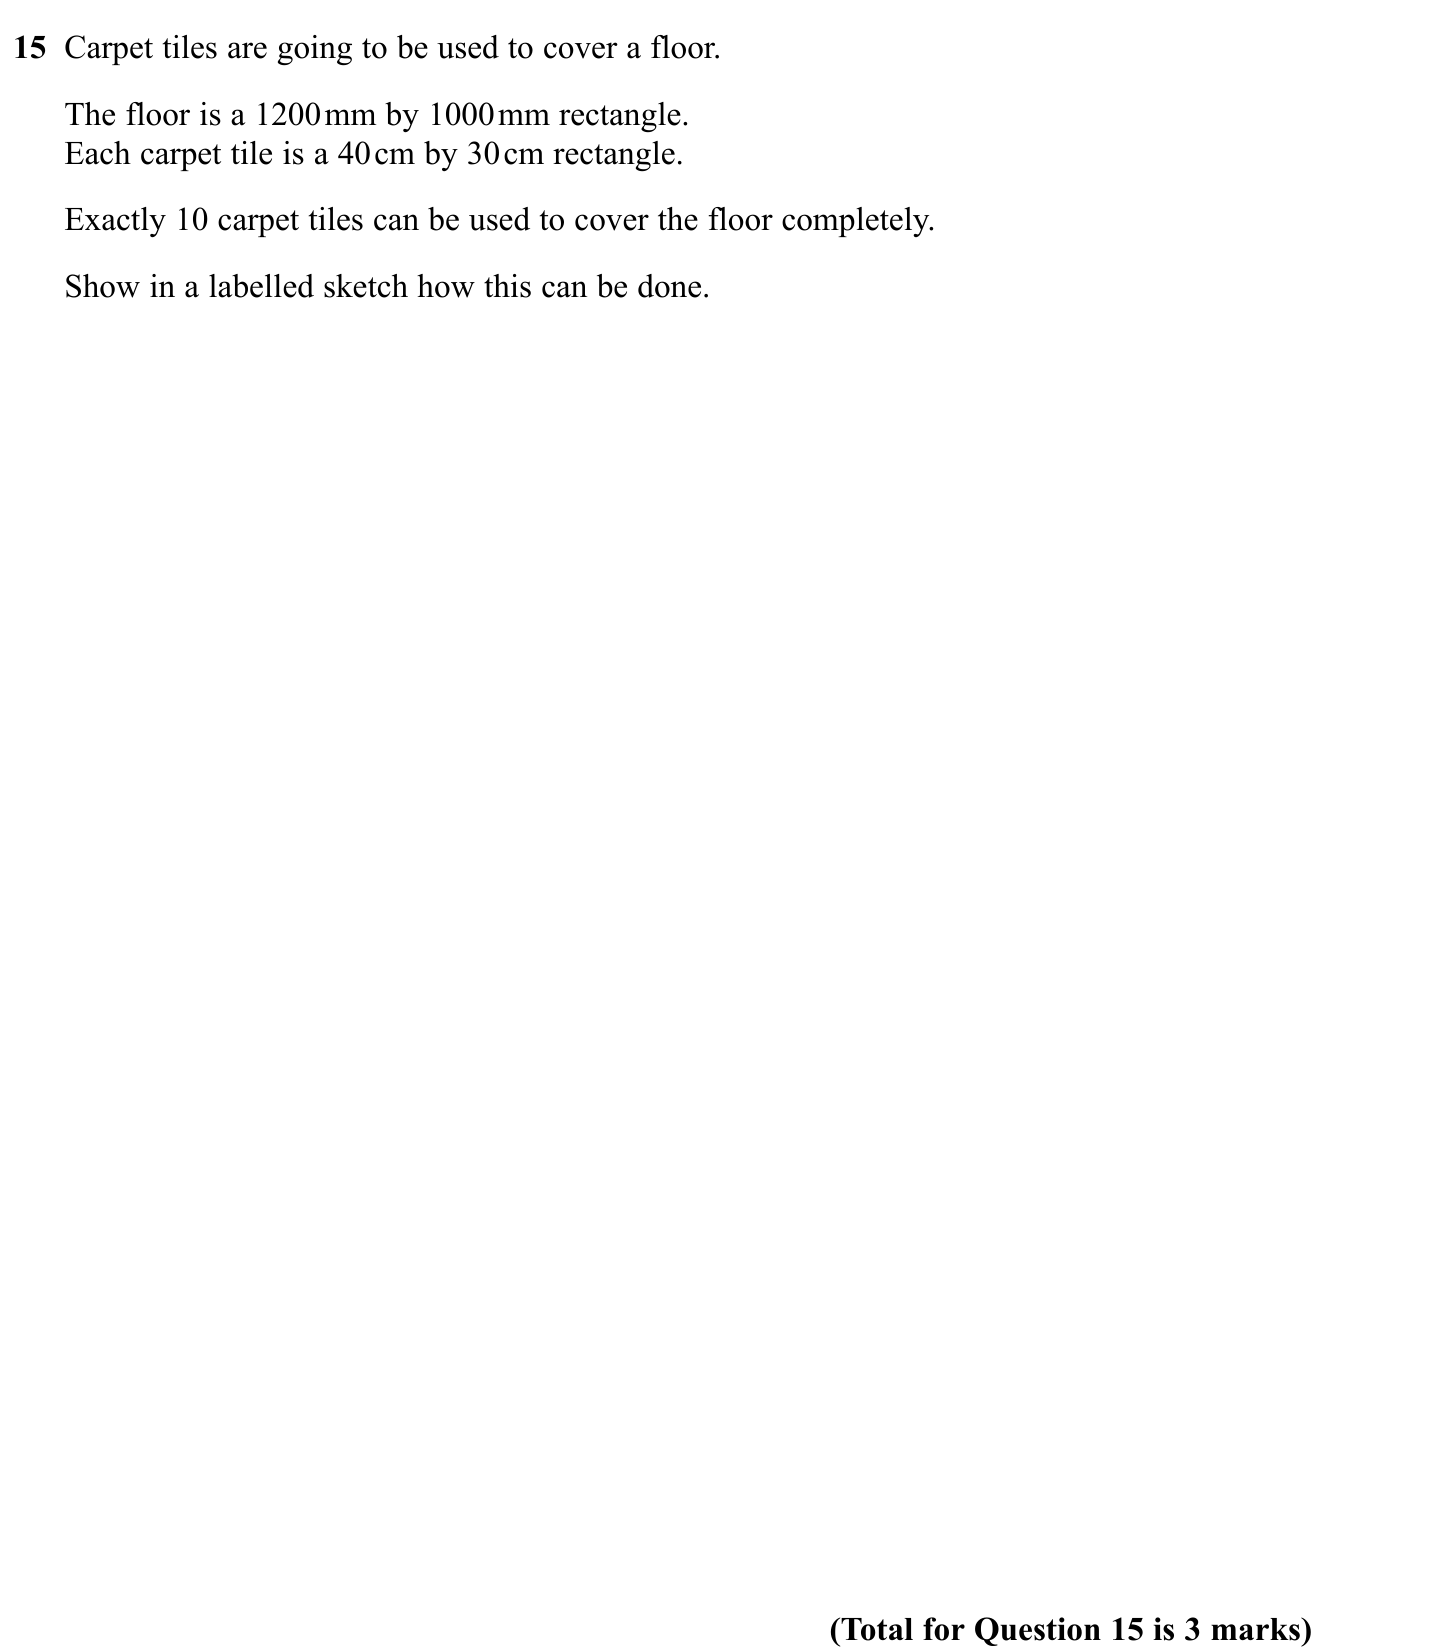 15 Carpet tiles are going to be used to cover a floor.
The floor is a 1200 mm by 1000 mm rectangle.
Each carpet tile is a 40 cm by 30 cm rectangle.
Exactly 10 carpet tiles can be used to cover the floor completely.
Show in a labelled sketch how this can be done.
(Total for Question 15 is 3 marks)